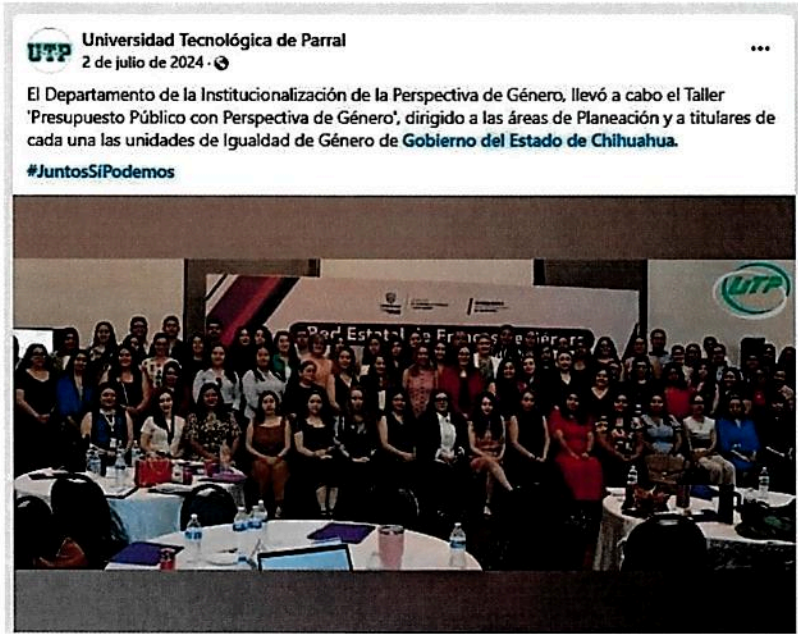 UTP
Universidad Tecnológica de Parral
2 de julio de 2024 ·
El Departamento de la Institucionalización de la Perspectiva de Género, llevó a cabo el Taller
'Presupuesto Público con Perspectiva de Género', dirigido a las áreas de Planeación y a titulares de
cada una las unidades de Igualdad de Género de Gobierno del Estado de Chihuahua.
#JuntosSíPodemos
UTP
Red Estatal de